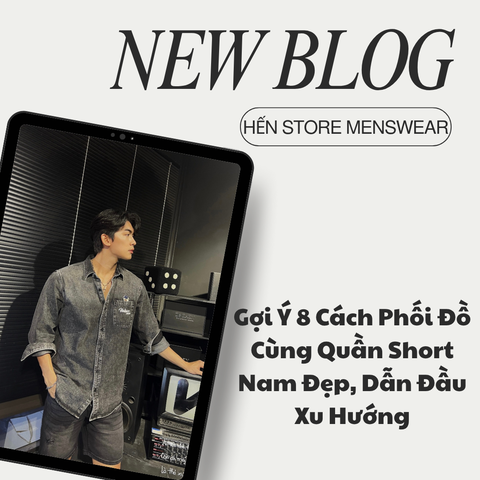 NEW BLOG
HẾN STORE MENSWEAR
Gợi Ý 8 Cách Phối Đồ
Cùng Quần Short
Nam Đẹp, Dẫn Đầu
Xu Hướng